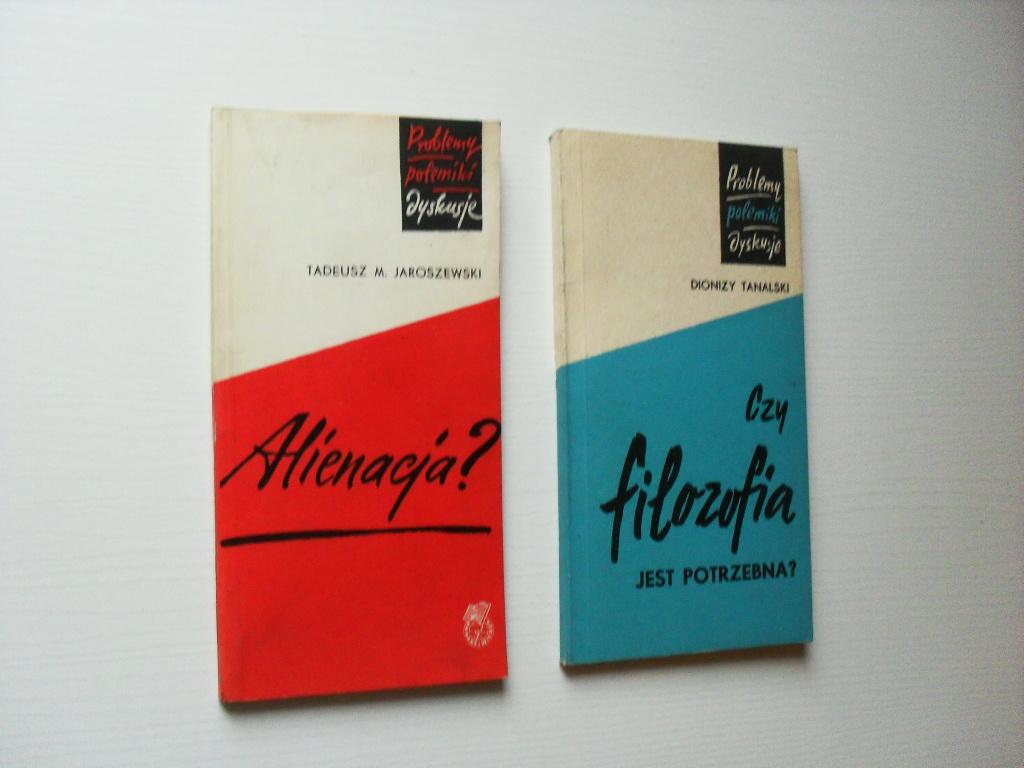 Problemy
polemiki
dyskusje
TADEUSZ M. JAROSZEWSKI
Alienacja?
Problemy
polemiki
dyskusje
DIONIZY TANALSKI
Czy
filozofia
JEST POTRZEBNA?